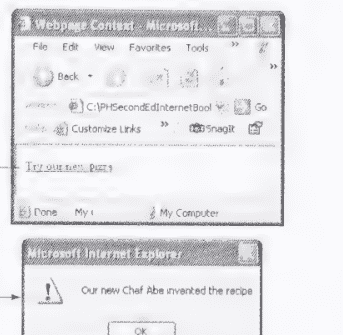 Webpage Context - Microsoft...
File Edit View Favorites Tools »
Back »
C:\PHSecondEdInternetBool Go
Customize Links » SnagIt
Try our new pizza
Done My Computer
Microsoft Internet Explorer
Our new Chef Abe invented the recipe
OK